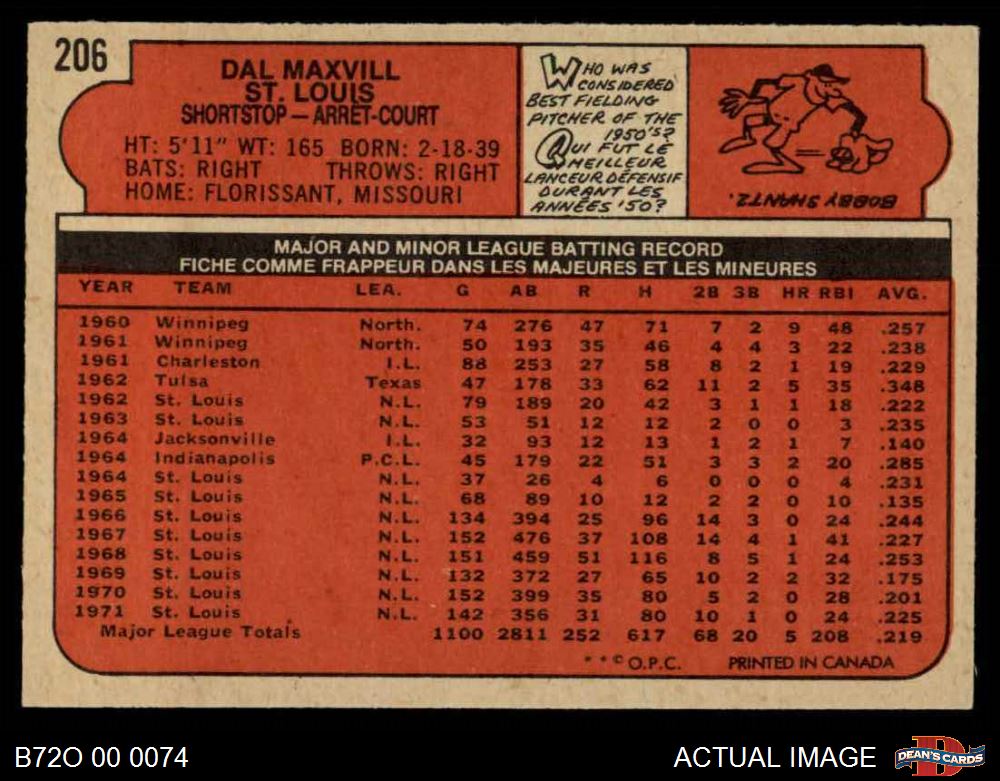 206
DAL MAXVILL
ST. LOUIS
SHORTSTOP — ARRÊT-COURT
HT: 5'11" WT: 165 BORN: 2-18-39
BATS: RIGHT THROWS: RIGHT
HOME: FLORISSANT, MISSOURI
WHO WAS
CONSIDERED
BEST FIELDING
PITCHER OF THE
1950'S?
QUI FUT LE
MEILLEUR
LANCEUR DÉFENSIF
DURANT LES
ANNÉES '50?
BOBBY SHANTZ.
MAJOR AND MINOR LEAGUE BATTING RECORD
FICHE COMME FRAPPEUR DANS LES MAJEURES ET LES MINEURES
YEAR TEAM LEA. G AB R H 2B 3B HR RBI AVG.
1960 Winnipeg North. 74 276 47 71 7 2 9 48 .257
1961 Winnipeg North. 50 193 35 46 4 4 3 22 .238
1961 Charleston I.L. 88 253 27 58 8 2 1 19 .229
1962 Tulsa Texas 47 178 33 62 11 2 5 35 .348
1962 St. Louis N.L. 79 189 20 42 3 1 1 18 .222
1963 St. Louis N.L. 53 51 12 12 2 0 0 3 .235
1964 Jacksonville I.L. 32 93 12 13 1 2 1 7 .140
1964 Indianapolis P.C.L. 45 179 22 51 3 3 2 20 .285
1964 St. Louis N.L. 37 26 4 6 0 0 0 4 .231
1965 St. Louis N.L. 68 89 10 12 2 2 0 10 .135
1966 St. Louis N.L. 134 394 25 96 14 3 0 24 .244
1967 St. Louis N.L. 152 476 37 108 14 4 1 41 .227
1968 St. Louis N.L. 151 459 51 116 8 5 1 24 .253
1969 St. Louis N.L. 132 372 27 65 10 2 2 32 .175
1970 St. Louis N.L. 152 399 35 80 5 2 0 28 .201
1971 St. Louis N.L. 142 356 31 80 10 1 0 24 .225
Major League Totals 1100 2811 252 617 68 20 5 208 .219
* * © O.P.C. PRINTED IN CANADA
B72O 00 0074
ACTUAL IMAGE
D
DEAN'S CARDS